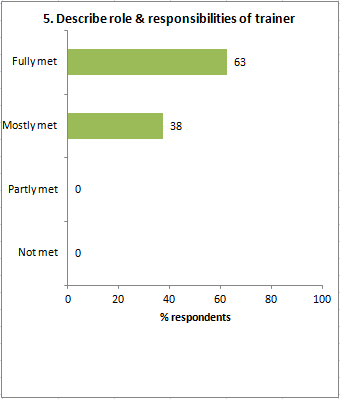 5. Describe role & responsibilities of trainer
Fully met 63
Mostly met 38
Partly met 0
Not met 0
0 20 40 60 80 100
% respondents